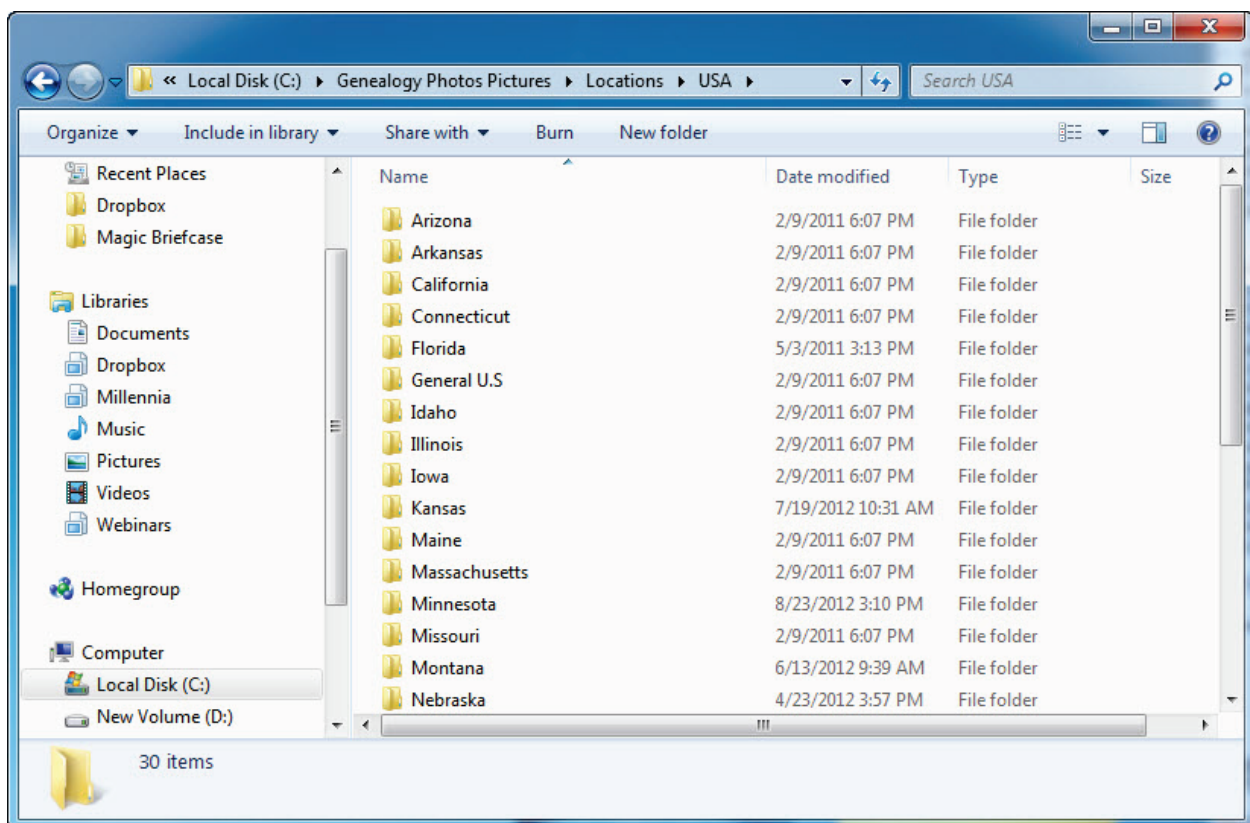 « Local Disk (C:) Genealogy Photos Pictures Locations USA Search USA
Organize Include in library Share with Burn New folder
Recent Places
Dropbox
Magic Briefcase
Libraries
Documents
Dropbox
Millennia
Music
Pictures
Videos
Webinars
Homegroup
Computer
Local Disk (C:)
New Volume (D:)
Name Date modified Type Size
Arizona 2/9/2011 6:07 PM File folder
Arkansas 2/9/2011 6:07 PM File folder
California 2/9/2011 6:07 PM File folder
Connecticut 2/9/2011 6:07 PM File folder
Florida 5/3/2011 3:13 PM File folder
General U.S 2/9/2011 6:07 PM File folder
Idaho 2/9/2011 6:07 PM File folder
Illinois 2/9/2011 6:07 PM File folder
Iowa 2/9/2011 6:07 PM File folder
Kansas 7/19/2012 10:31 AM File folder
Maine 2/9/2011 6:07 PM File folder
Massachusetts 2/9/2011 6:07 PM File folder
Minnesota 8/23/2012 3:10 PM File folder
Missouri 2/9/2011 6:07 PM File folder
Montana 6/13/2012 9:39 AM File folder
Nebraska 4/23/2012 3:57 PM File folder
30 items